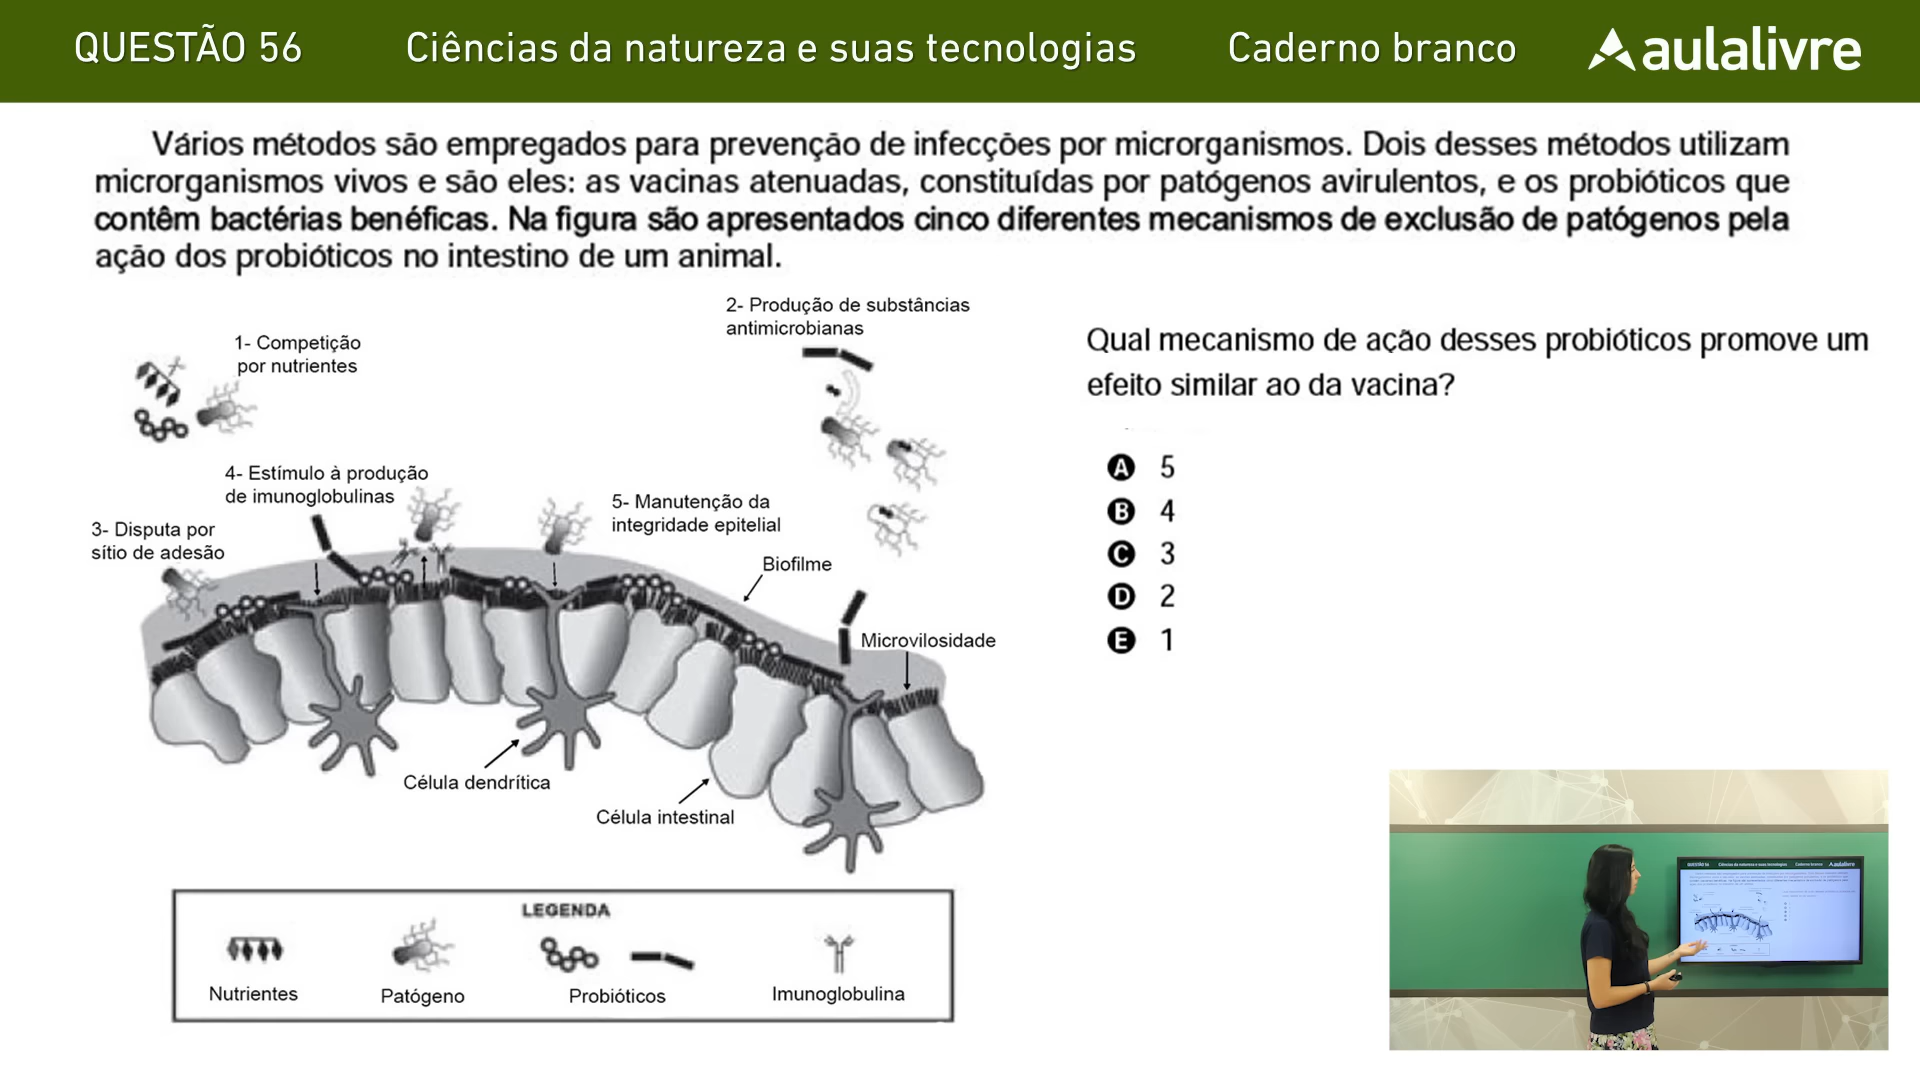 QUESTÃO 56
Ciências da natureza e suas tecnologias
Caderno branco
aulalivre
Vários métodos são empregados para prevenção de infecções por microrganismos. Dois desses métodos utilizam
microrganismos vivos e são eles: as vacinas atenuadas, constituídas por patógenos avirulentos, e os probióticos que
contêm bactérias benéficas. Na figura são apresentados cinco diferentes mecanismos de exclusão de patógenos pela
ação dos probióticos no intestino de um animal.
2- Produção de substâncias
antimicrobianas
1- Competição
por nutrientes
4- Estímulo à produção
de imunoglobulinas
5- Manutenção da
integridade epitelial
3- Disputa por
sítio de adesão
Biofilme
Microvilosidade
Célula dendrítica
Célula intestinal
LEGENDA
Nutrientes
Patógeno
Probióticos
Imunoglobulina
Qual mecanismo de ação desses probióticos promove um
efeito similar ao da vacina?
A 5
B 4
C 3
D 2
E 1